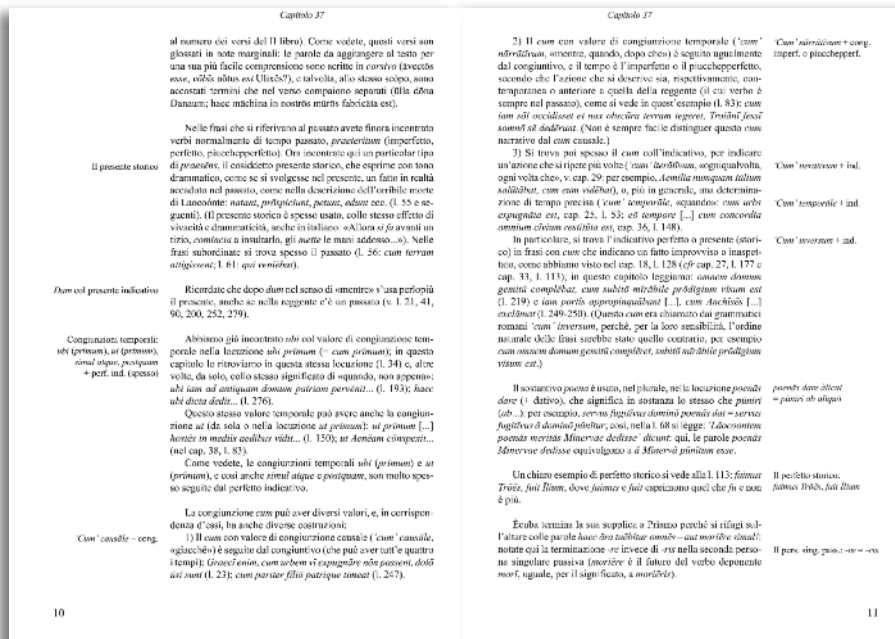 Capitolo 37
al numero dei versi del II libro). Come vedete, questi versi son
glossati in note marginali: le parole da aggiungere al testo per
una sua più facile comprensione sono scritte in corsivo (āvectōs
esse, vōbīs nōtus est Ulixēs?), e talvolta, allo stesso scopo, sono
accostati termini che nel verso compaiono separati (ūlla dōna
Danaum; haec māchina in nostrōs mūrōs fabricāta est).
Nelle frasi che si riferivano al passato avete finora incontrato
verbi normalmente di tempo passato, praeteritum (imperfetto,
perfetto, piuccheppperfetto). Ora incontrate qui un particolar tipo
Il presente storico
di praesēns, il cosiddetto presente storico, che esprime con tono
drammatico, come se si svolgesse nel presente, un fatto in realtà
accaduto nel passato, come nella descrizione dell'orribile morte
di Lāocoonte: natant, prōspiciunt, petunt, edunt ecc. (l. 55 e se-
guenti). (Il presente storico è spesso usato, collo stesso effetto di
vivacità e drammaticità, anche in italiano: «Allora si fa avanti un
tizio, comincia a insultarlo, gli mette le mani addosso...»). Nelle
frasi subordinate si trova spesso il passato (l. 56: cum terram
attigissent; l. 61: quī veniēbat).
Dum col presente indicativo
Ricordate che dopo dum nel senso di «mentre» s'usa perlopiù
il presente, anche se nella reggente c'è un passato (v. l. 21, 41,
90, 200, 252, 279).
Congiunzioni temporali:
ubi (prīmum), ut (prīmum),
simul atque, postquam
+ perf. ind. (spesso)
Abbiamo già incontrato ubi col valore di congiunzione tem-
porale nella locuzione ubi prīmum (= cum prīmum); in questo
capitolo la ritroviamo in questa stessa locuzione (l. 34) e, altre
volte, da solo, collo stesso significato di «quando, non appena»:
ubi iam ad antīquam domum patriam pervēnit... (l. 193); haec
ubi dicta dedit... (l. 276).
Questo stesso valore temporale può avere anche la congiun-
zione ut (da sola o nella locuzione ut prīmum): ut prīmum [...]
hostēs in mediīs aedibus vīdit... (l. 150); ut Aenēam cōnspexit...
(nel cap. 38, l. 83).
Come vedete, le congiunzioni temporali ubi (prīmum) e ut
(prīmum), e così anche simul atque e postquam, son molto spes-
so seguite dal perfetto indicativo.
La congiunzione cum può aver diversi valori, e, in corrispon-
denza d'essi, ha anche diverse costruzioni:
'Cum' causāle – cong.
1) Il cum con valore di congiunzione causale ('cum' causāle,
«giacché») è seguito dal congiuntivo (che può aver tutt'e quattro
i tempi): Graecī enim, cum urbem vī expugnāre nōn possent, dolō
ūsī sunt (l. 23); cum pariter fīliō patrīque timeat (l. 247).
10
Capitolo 37
2) Il cum con valore di congiunzione temporale ('cum'
nārrātīvum, «mentre, quando, dopo che») è seguito ugualmente
dal congiuntivo, e il tempo è l'imperfetto o il piuccheperfetto,
secondo che l'azione che si descrive sia, rispettivamente, con-
temporanea o anteriore a quella della reggente (il cui verbo è
sempre nel passato), come si vede in quest'esempio (l. 83): cum
iam sōl occidisset et nox obscūra terram tegeret, Trōiānī fessī
somnō sē dedērunt. (Non è sempre facile distinguer questo cum
narrativo dal cum causale.)
'Cum' nārrātīvum + cong.
imperf. o piuccheperf.
3) Si trova poi spesso il cum coll'indicativo, per indicare
un'azione che si ripete più volte ('cum' iterātīvum, «ogniqualvolta,
ogni volta che», v. cap. 29: per esempio, Aemilia numquam Iūlium
salūtābat, cum eum vidēbat), o, più in generale, una determina-
zione di tempo precisa ('cum' temporāle, «quando»: cum urbs
expugnāta est, cap. 25, l. 53; eō tempore [...] cum concordia
omnium cīvium restitūta est, cap. 36, l. 148).
'Cum' iterātīvum + ind.
'Cum' temporāle + ind
In particolare, si trova l'indicativo perfetto o presente (stori-
co) in frasi con cum che indicano un fatto improvviso o inaspet-
tato, come abbiamo visto nel cap. 18, l. 128 (cfr cap. 27, l. 177 e
cap. 33, l. 113); in questo capitolo leggiamo: omnem domum
gemitū complēbat, cum subitō mīrābile prōdigium vīsum est
(l. 219) e iam portīs appropinquābant [...], cum Anchīsēs [...]
exclāmat (l. 249-250). (Questo cum era chiamato dai grammatici
romani 'cum' inversum, perché, per la loro sensibilità, l'ordine
naturale delle frasi sarebbe stato quello contrario, per esempio
cum omnem domum gemitū complēret, subitō mīrābile prōdigium
vīsum est.)
'Cum' inversum + ind.
Il sostantivo poena è usato, nel plurale, nella locuzione poenās
dare (+ dativo), che significa in sostanza lo stesso che pūnīrī
(ab...): per esempio, servus fugitīvus dominō poenās dat = servus
fugitīvus ā dominō pūnītur; così, nella l. 68 si legge: 'Lāocoontem
poenās meritās Minervae dedisse' dīcunt: qui, le parole poenās
Minervae dedisse equivalgono a ā Minervā pūnītum esse.
poenās dare alicui
= pūnīrī ab aliquō
Un chiaro esempio di perfetto storico si vede alla l. 113: fuimus
Trōēs, fuit Īlium, dove fuimus e fuit esprimono quel che fu e non
è più.
Il perfetto storico:
fuimus Trōēs, fuit Īlium
Ecuba termina la sua supplica a Priamo perché si rifugi sul-
l'altare colle parole haec āra tuēbitur omnēs – aut moriēre simul!:
notate qui la terminazione -re invece di -ris nella seconda perso-
na singolare passiva (moriēre è il futuro del verbo deponente
morī, uguale, per il significato, a moriēris).
II pers. sing. pass.: -re = -ris
11